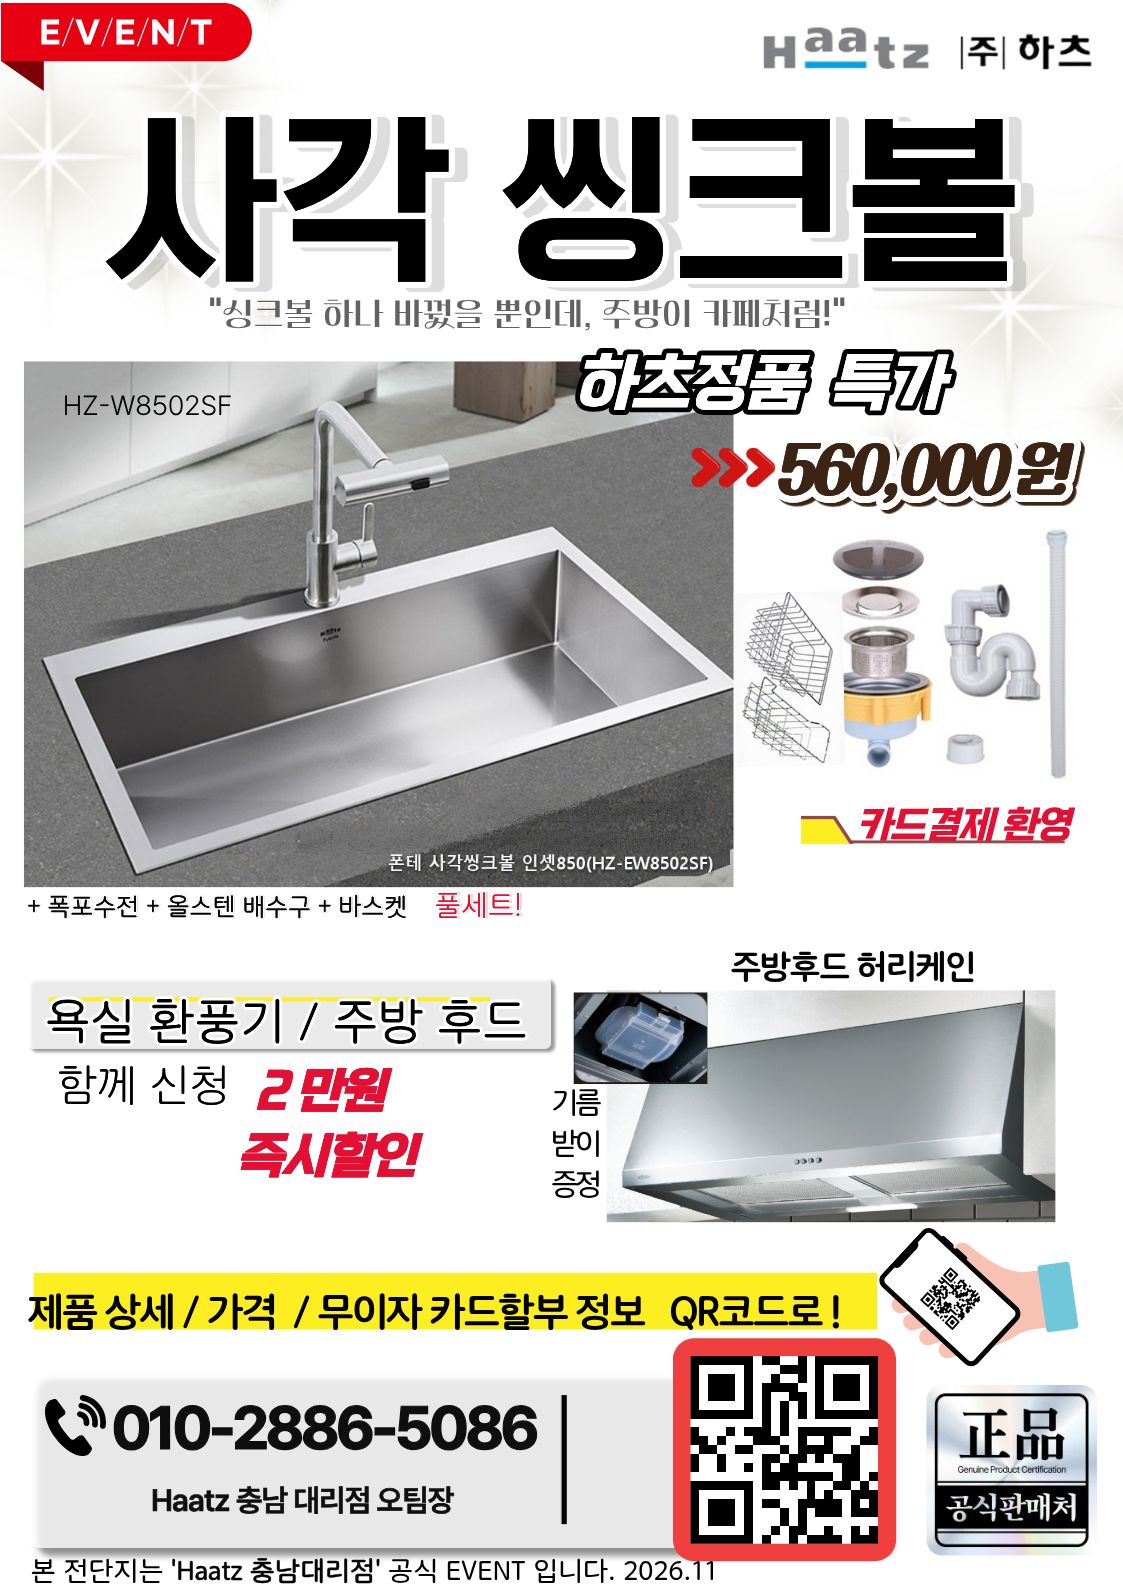 E/V/E/N/T
Haatz |주| 하츠
사각 씽크볼
"싱크볼 하나 바꿨을 뿐인데, 주방이 카페처럼!"
하츠정품 특가
HZ-W8502SF
560,000원!
Haatz
카드결제 환영
폰테 사각씽크볼 인셋850(HZ-EW8502SF)
+ 폭포수전 + 올스텐 배수구 + 바스켓 풀세트!
주방후드 허리케인
욕실 환풍기 / 주방 후드
함께 신청 2만원
즉시할인
기름
받이
증정
제품 상세 / 가격 / 무이자 카드할부 정보 QR코드로 !
010-2886-5086
Haatz 충남 대리점 오팀장
正品
Genuine Product Certification
공식판매처
본 전단지는 'Haatz 충남대리점' 공식 EVENT 입니다. 2026.11